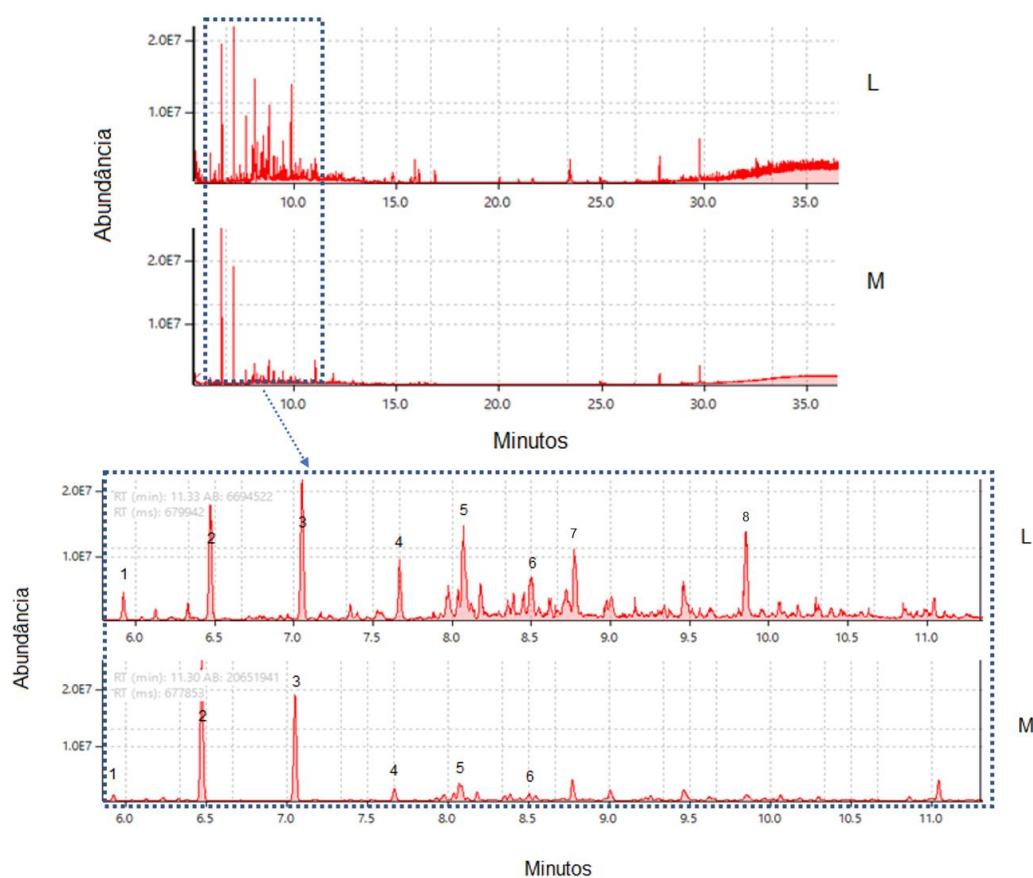 2.0E7
L
1.0E7
Abundância
10.0 15.0 20.0 25.0 30.0 35.0
2.0E7
M
1.0E7
10.0 15.0 20.0 25.0 30.0 35.0
Minutos
2.0E7
RT (min): 11.33 AB: 6694522
RT (ms): 679942
1 2 3 4 5 6 7 8
L
1.0E7
6.0 6.5 7.0 7.5 8.0 8.5 9.0 9.5 10.0 10.5 11.0
Abundância
RT (min): 11.30 AB: 20651941
2.0E7
RT (ms): 677853
1 2 3 4 5 6
M
1.0E7
6.0 6.5 7.0 7.5 8.0 8.5 9.0 9.5 10.0 10.5 11.0
Minutos